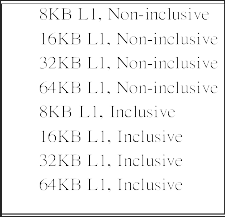 8KB L1, Non-inclusive
16KB L1, Non-inclusive
32KB L1, Non-inclusive
64KB L1, Non-inclusive
8KB L1, Inclusive
16KB L1, Inclusive
32KB L1, Inclusive
64KB L1, Inclusive